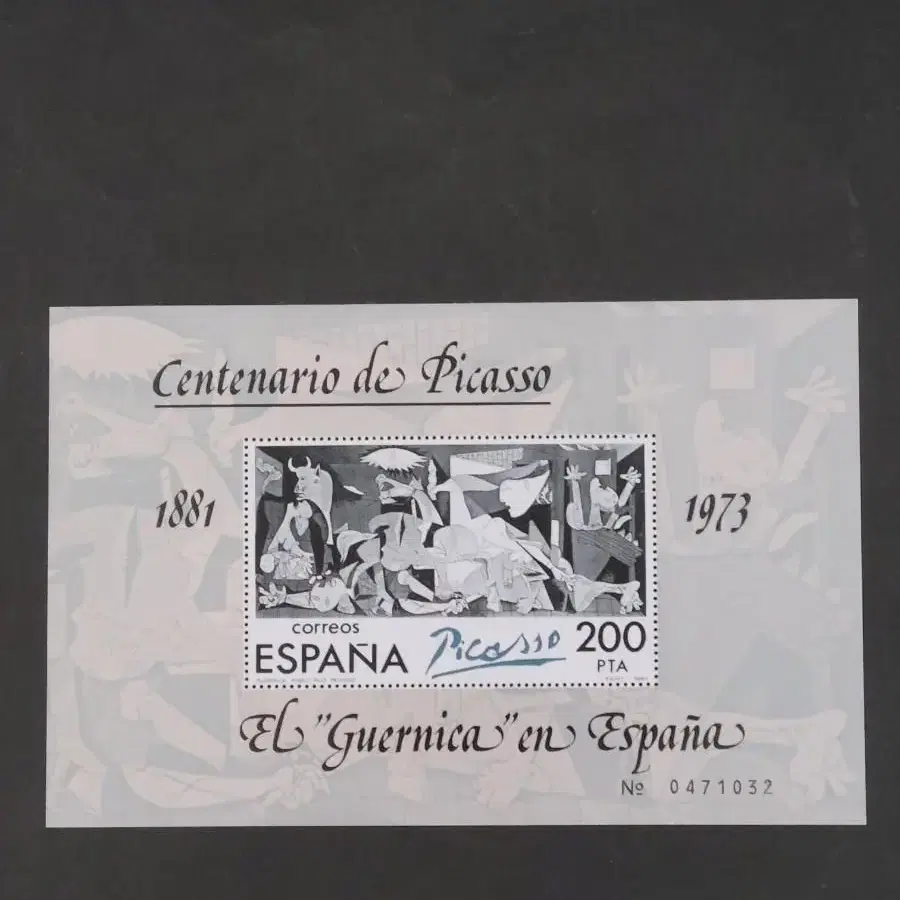 Centenario de Picasso
1881
1973
correos
ESPAÑA
Picasso
200
PTA
El "Guernica" en España
Nº 0471032